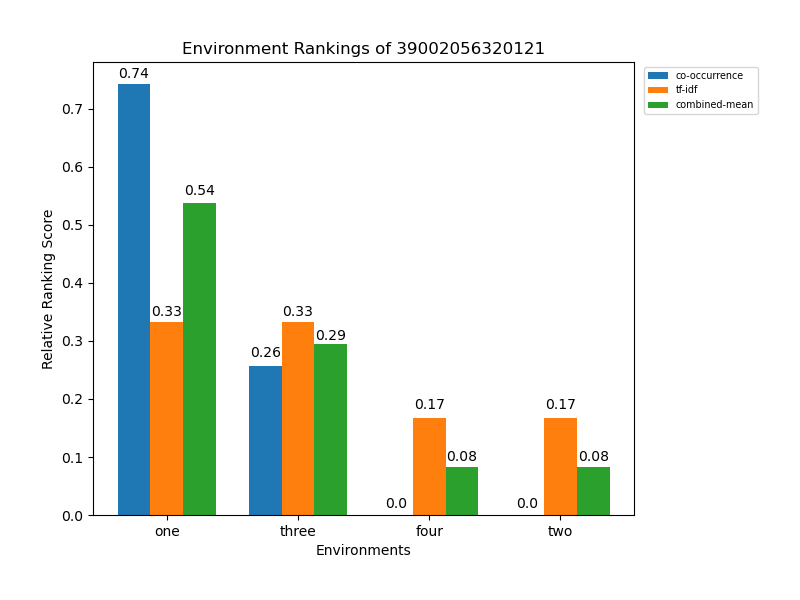 Environment Rankings of 39002056320121
co-occurrence
tf-idf
combined-mean
Relative Ranking Score
0.7
0.6
0.5
0.4
0.3
0.2
0.1
0.0
0.74
0.33
0.54
0.26
0.33
0.29
0.0
0.17
0.08
0.0
0.17
0.08
one three four two
Environments